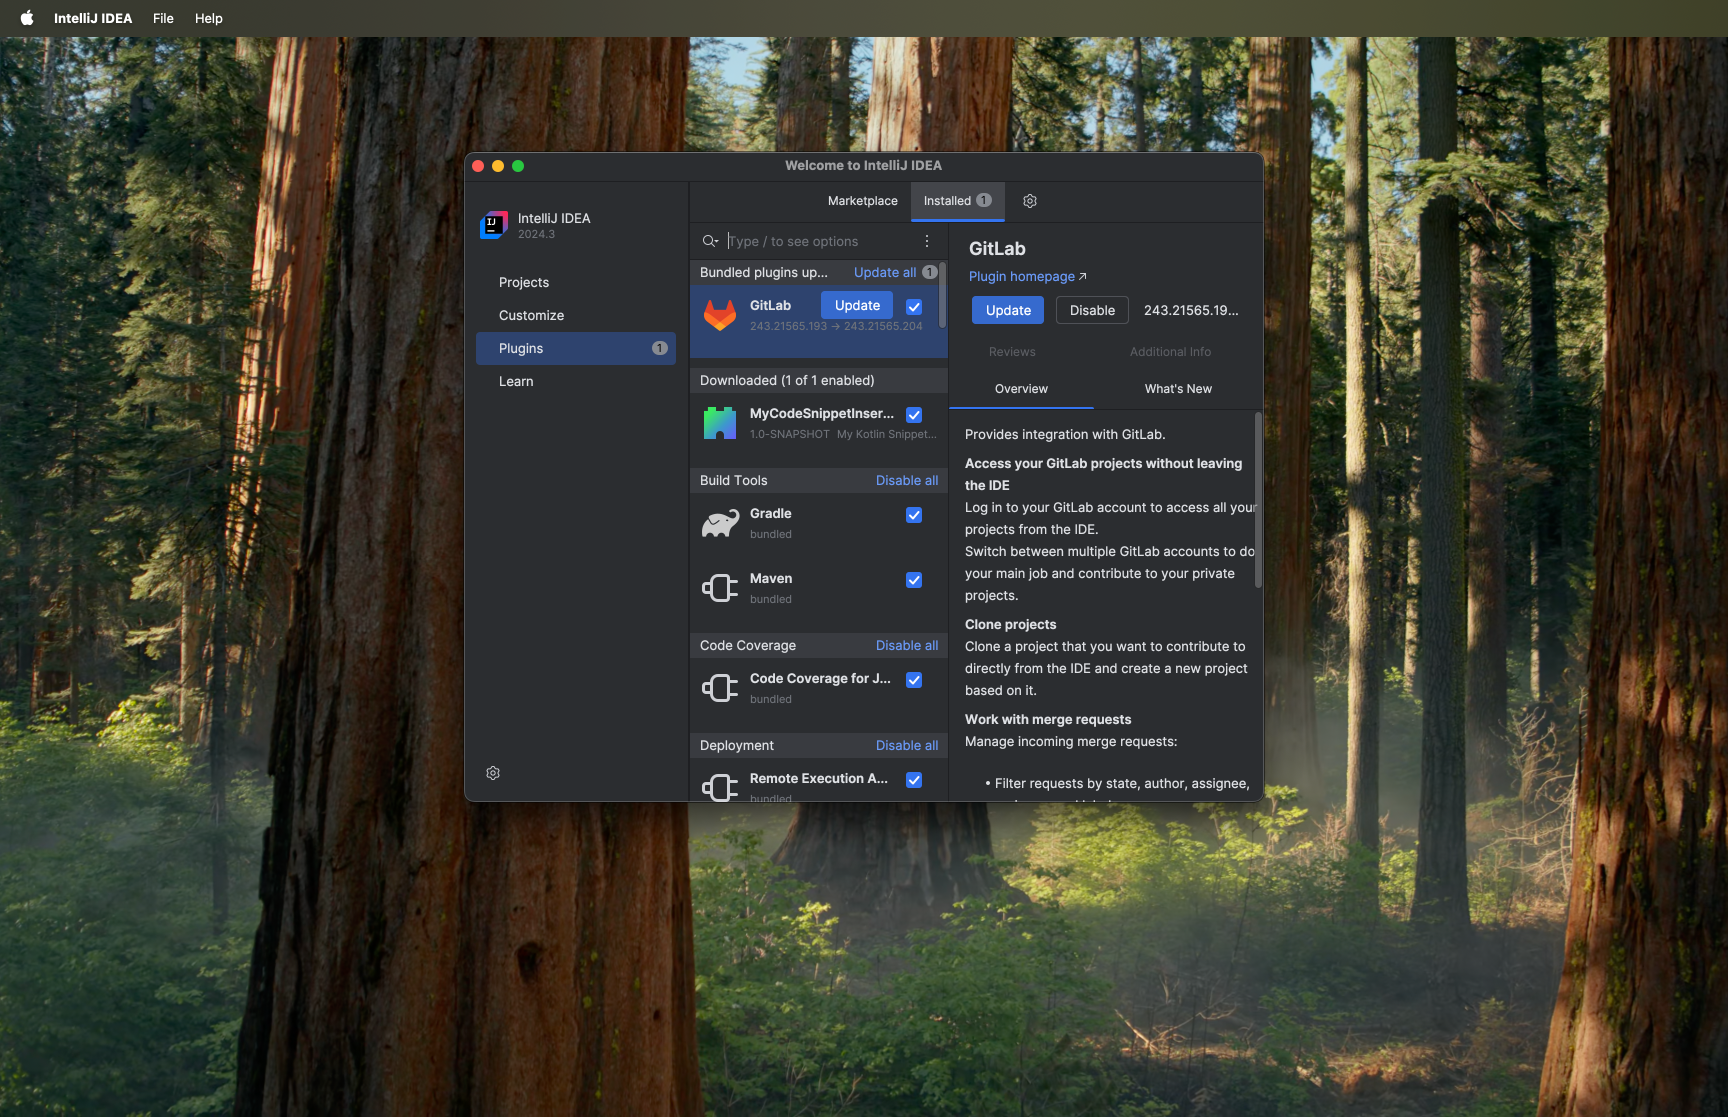 IntelliJ IDEA File Help
Welcome to IntelliJ IDEA
IntelliJ IDEA
2024.3
Projects
Customize
Plugins 1
Learn
Marketplace Installed 1
Type / to see options
Bundled plugins up... Update all 1
GitLab Update
243.21565.193 → 243.21565.204
Downloaded (1 of 1 enabled)
MyCodeSnippetInser...
1.0-SNAPSHOT My Kotlin Snippet...
Build Tools Disable all
Gradle
bundled
Maven
bundled
Code Coverage Disable all
Code Coverage for J...
bundled
Deployment Disable all
Remote Execution A...
bundled
GitLab
Plugin homepage ↗
Update Disable 243.21565.19...
Reviews Additional Info
Overview What's New
Provides integration with GitLab.
Access your GitLab projects without leaving
the IDE
Log in to your GitLab account to access all your
projects from the IDE.
Switch between multiple GitLab accounts to do
your main job and contribute to your private
projects.
Clone projects
Clone a project that you want to contribute to
directly from the IDE and create a new project
based on it.
Work with merge requests
Manage incoming merge requests:
• Filter requests by state, author, assignee,